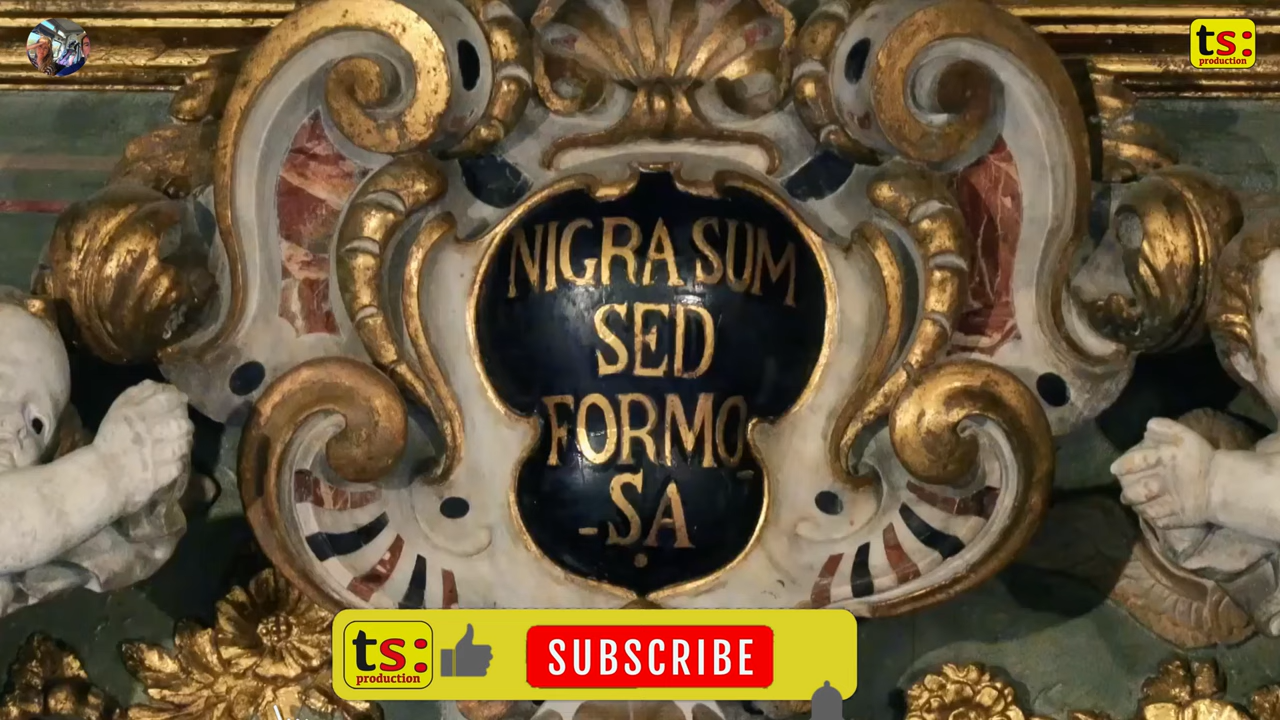 ts:
production
NIGRA SUM
SED
FORMO
-SA
ts:
production
SUBSCRIBE